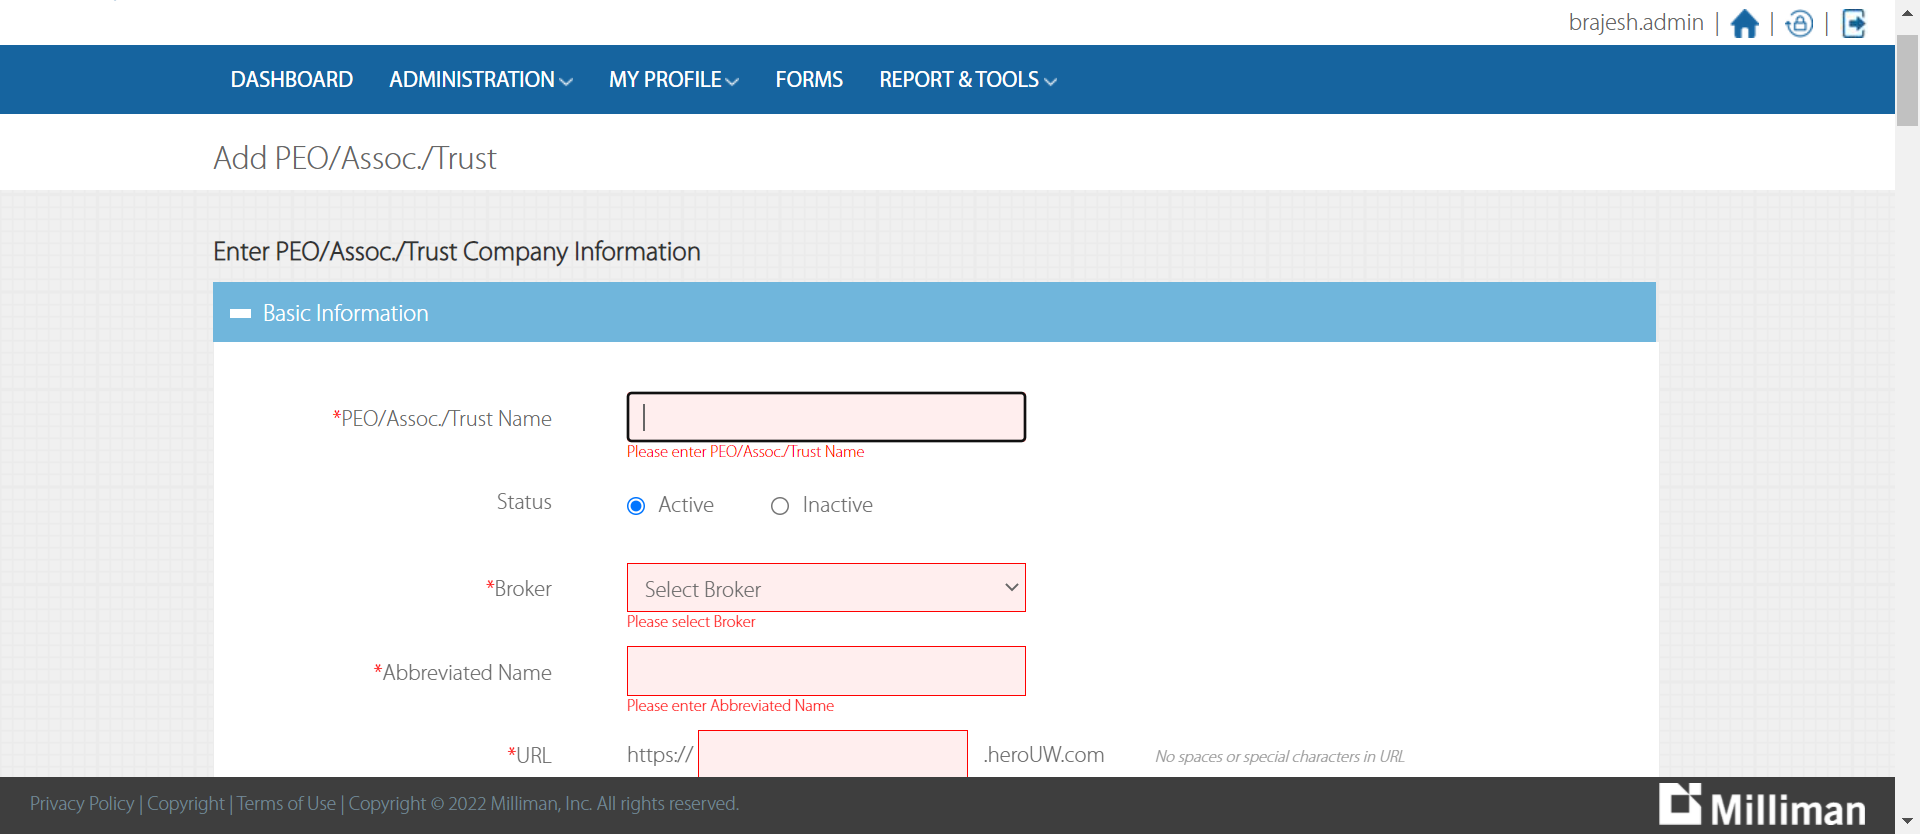 brajesh.admin | | |
DASHBOARD ADMINISTRATION MY PROFILE FORMS REPORT & TOOLS
Add PEO/Assoc./Trust
Enter PEO/Assoc./Trust Company Information
Basic Information
*PEO/Assoc./Trust Name
Please enter PEO/Assoc./Trust Name
Status Active Inactive
*Broker Select Broker
Please select Broker
*Abbreviated Name
Please enter Abbreviated Name
*URL https:// .heroUW.com No spaces or special characters in URL
Privacy Policy | Copyright | Terms of Use | Copyright © 2022 Milliman, Inc. All rights reserved.
Milliman